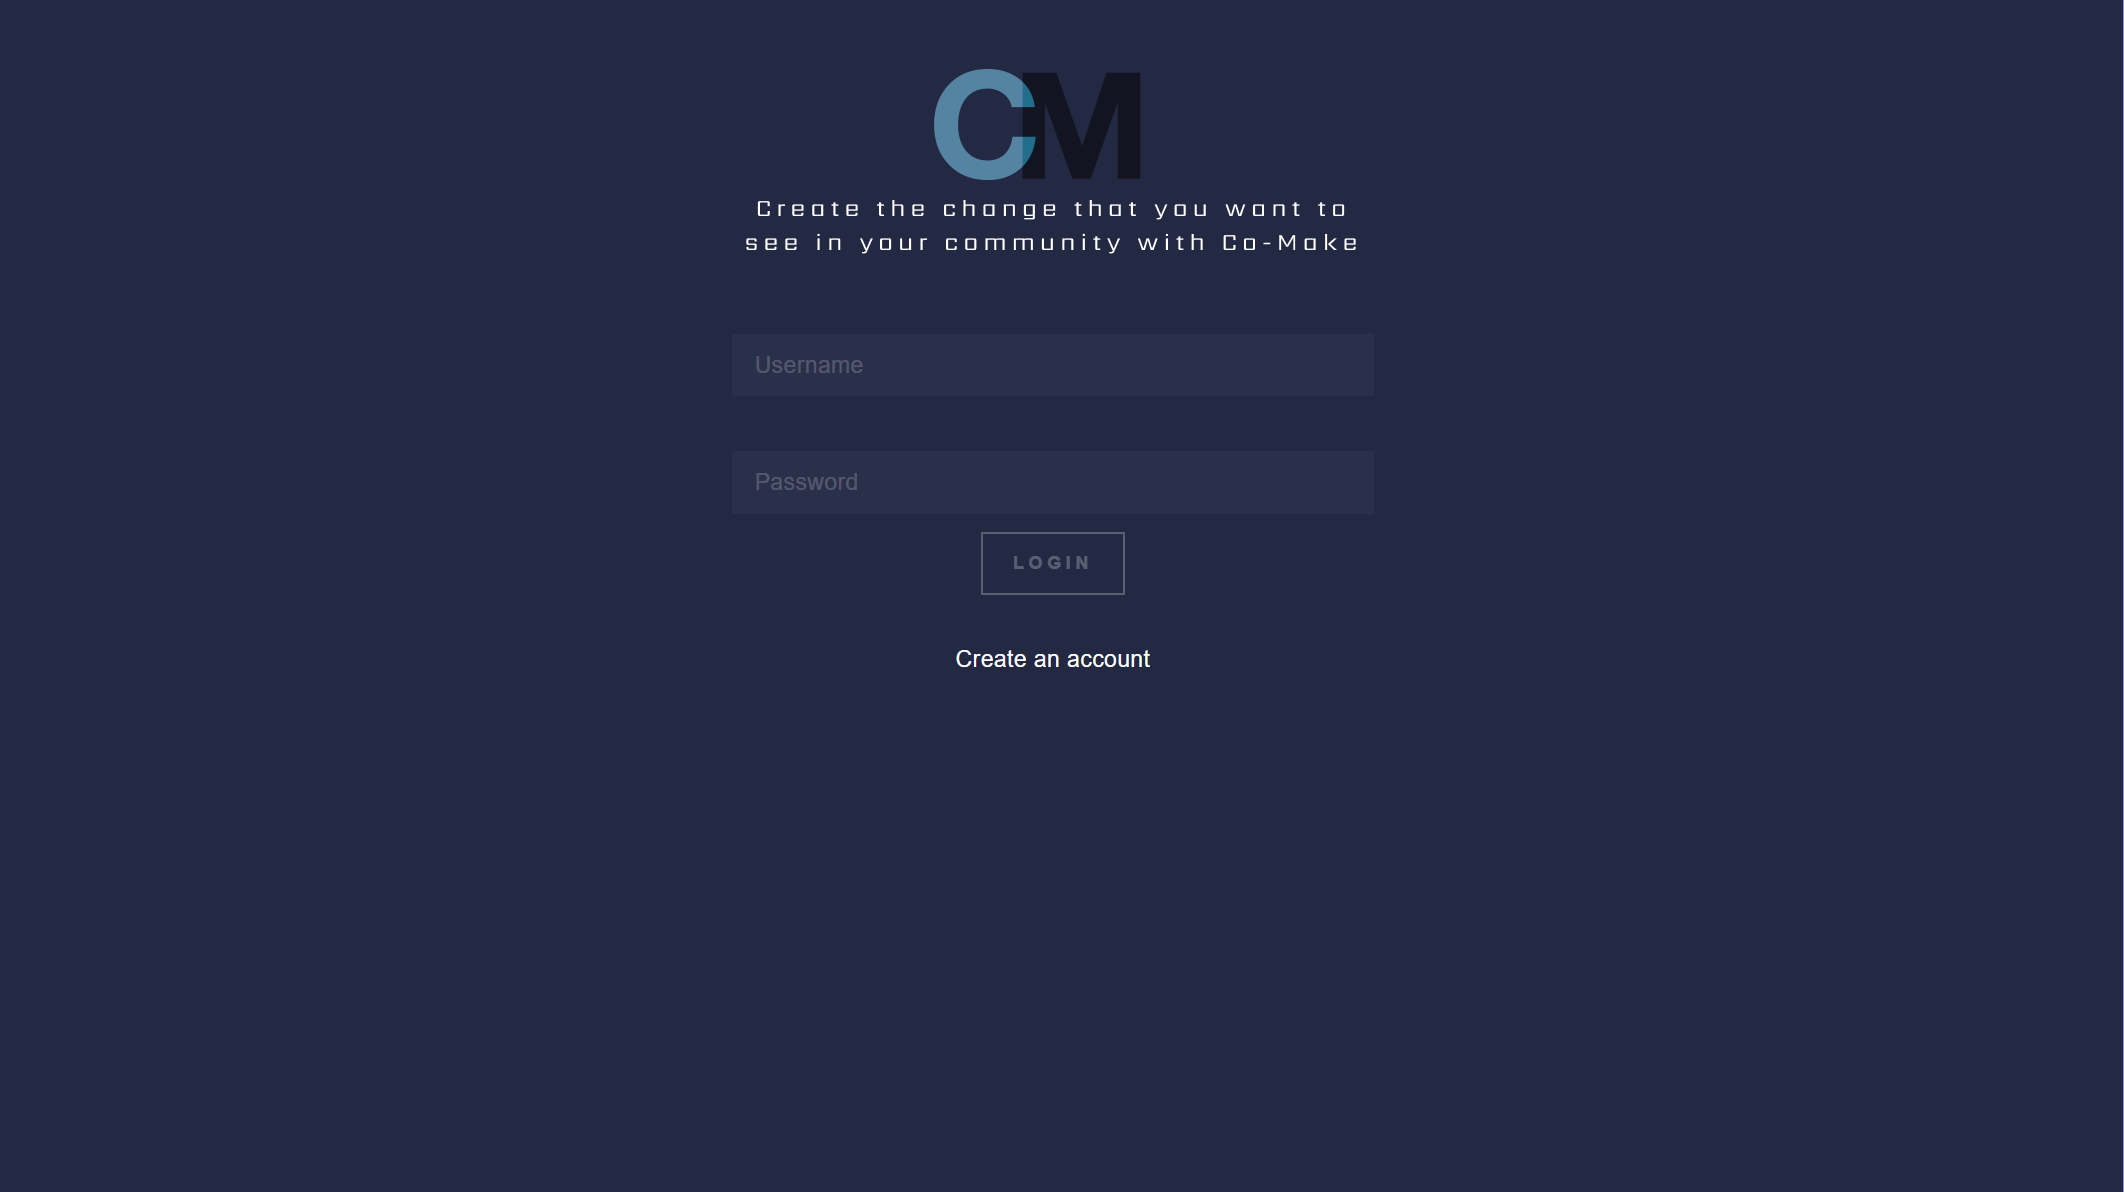 CM
Create the change that you want to
see in your community with Co-Make
Username
Password
LOGIN
Create an account